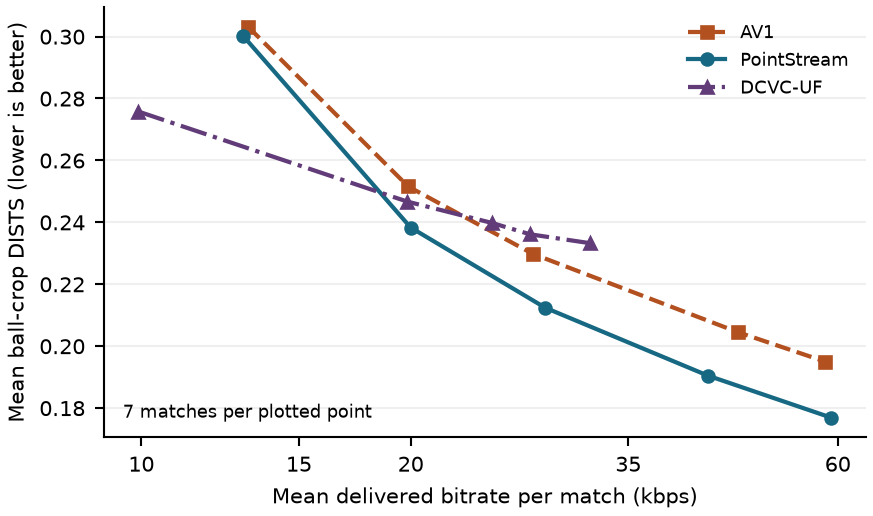 AV1
PointStream
DCVC-UF
Mean ball-crop DISTS (lower is better)
0.30
0.28
0.26
0.24
0.22
0.20
0.18
7 matches per plotted point
10
15
20
35
60
Mean delivered bitrate per match (kbps)